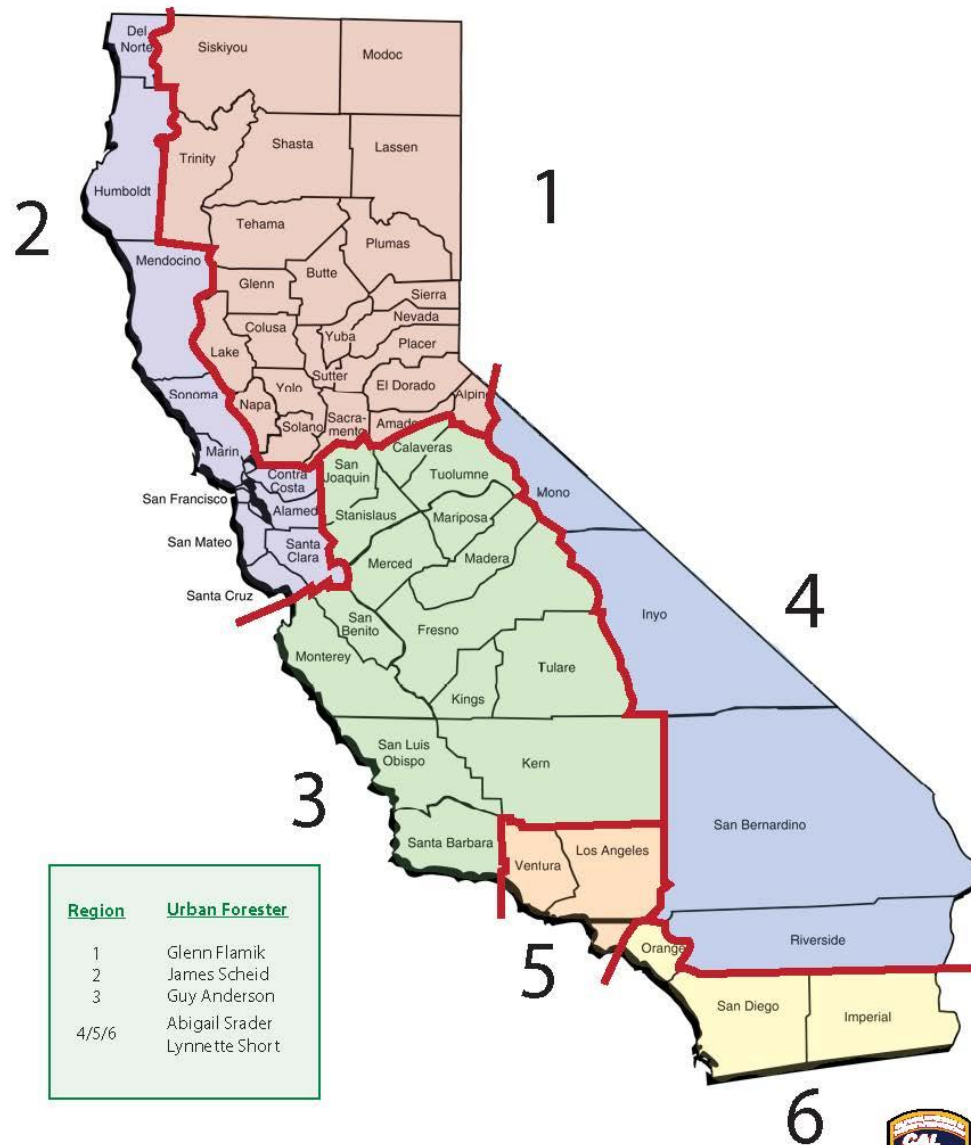 Del
Norte
Siskiyou
Modoc
Trinity
Shasta
Lassen
Humboldt
1
2
Tehama
Plumas
Mendocino
Butte
Glenn
Sierra
Nevada
Colusa
Yuba
Placer
Lake
Sutter
El Dorado
Yolo
Sonoma
Napa
Alpine
Sacra-
mento
Amador
Solano
Calaveras
Marin
San
Joaquin
Contra
Costa
Tuolumne
Mono
San Francisco
Alamed
Stanislaus
Mariposa
San Mateo
Santa
Clara
Merced
Madera
Santa Cruz
4
San
Benito
Fresno
Inyo
Monterey
Tulare
Kings
San Luis
Obispo
Kern
3
San Bernardino
Santa Barbara
Ventura
Los Angeles
Region Urban Forester
Orange
Riverside
5
1 Glenn Flamik
2 James Scheid
3 Guy Anderson
4/5/6 Abigail Srader
Lynnette Short
San Diego
Imperial
6
CAL